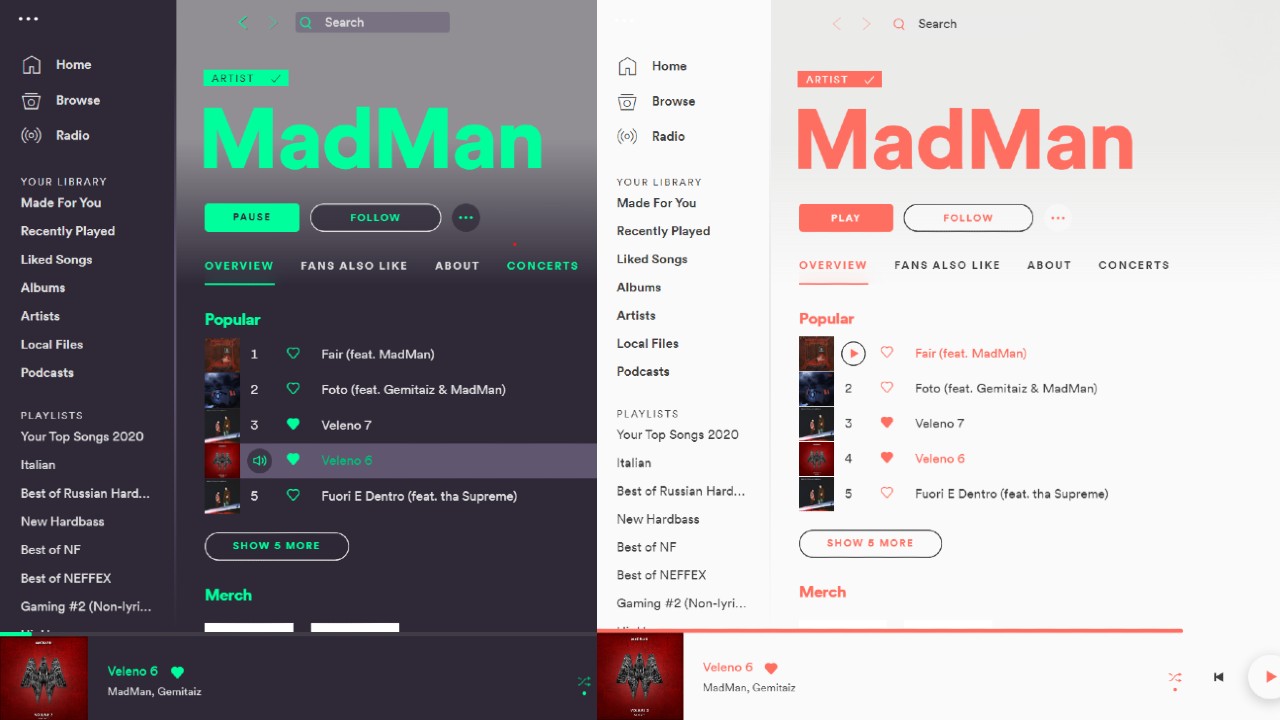 Search
Home
Browse
Radio
YOUR LIBRARY
Made For You
Recently Played
Liked Songs
Albums
Artists
Local Files
Podcasts
PLAYLISTS
Your Top Songs 2020
Italian
Best of Russian Hard...
New Hardbass
Best of NF
Best of NEFFEX
Gaming #2 (Non-lyri...
ARTIST
MadMan
PAUSE
FOLLOW
OVERVIEW FANS ALSO LIKE ABOUT CONCERTS
Popular
1 Fair (feat. MadMan)
2 Foto (feat. Gemitaiz & MadMan)
3 Veleno 7
Veleno 6
5 Fuori E Dentro (feat. tha Supreme)
SHOW 5 MORE
Merch
Veleno 6
MadMan, Gemitaiz
Search
Home
Browse
Radio
YOUR LIBRARY
Made For You
Recently Played
Liked Songs
Albums
Artists
Local Files
Podcasts
PLAYLISTS
Your Top Songs 2020
Italian
Best of Russian Hard...
New Hardbass
Best of NF
Best of NEFFEX
Gaming #2 (Non-lyri...
ARTIST
MadMan
PLAY
FOLLOW
OVERVIEW FANS ALSO LIKE ABOUT CONCERTS
Popular
Fair (feat. MadMan)
2 Foto (feat. Gemitaiz & MadMan)
3 Veleno 7
4 Veleno 6
5 Fuori E Dentro (feat. tha Supreme)
SHOW 5 MORE
Merch
Veleno 6
MadMan, Gemitaiz